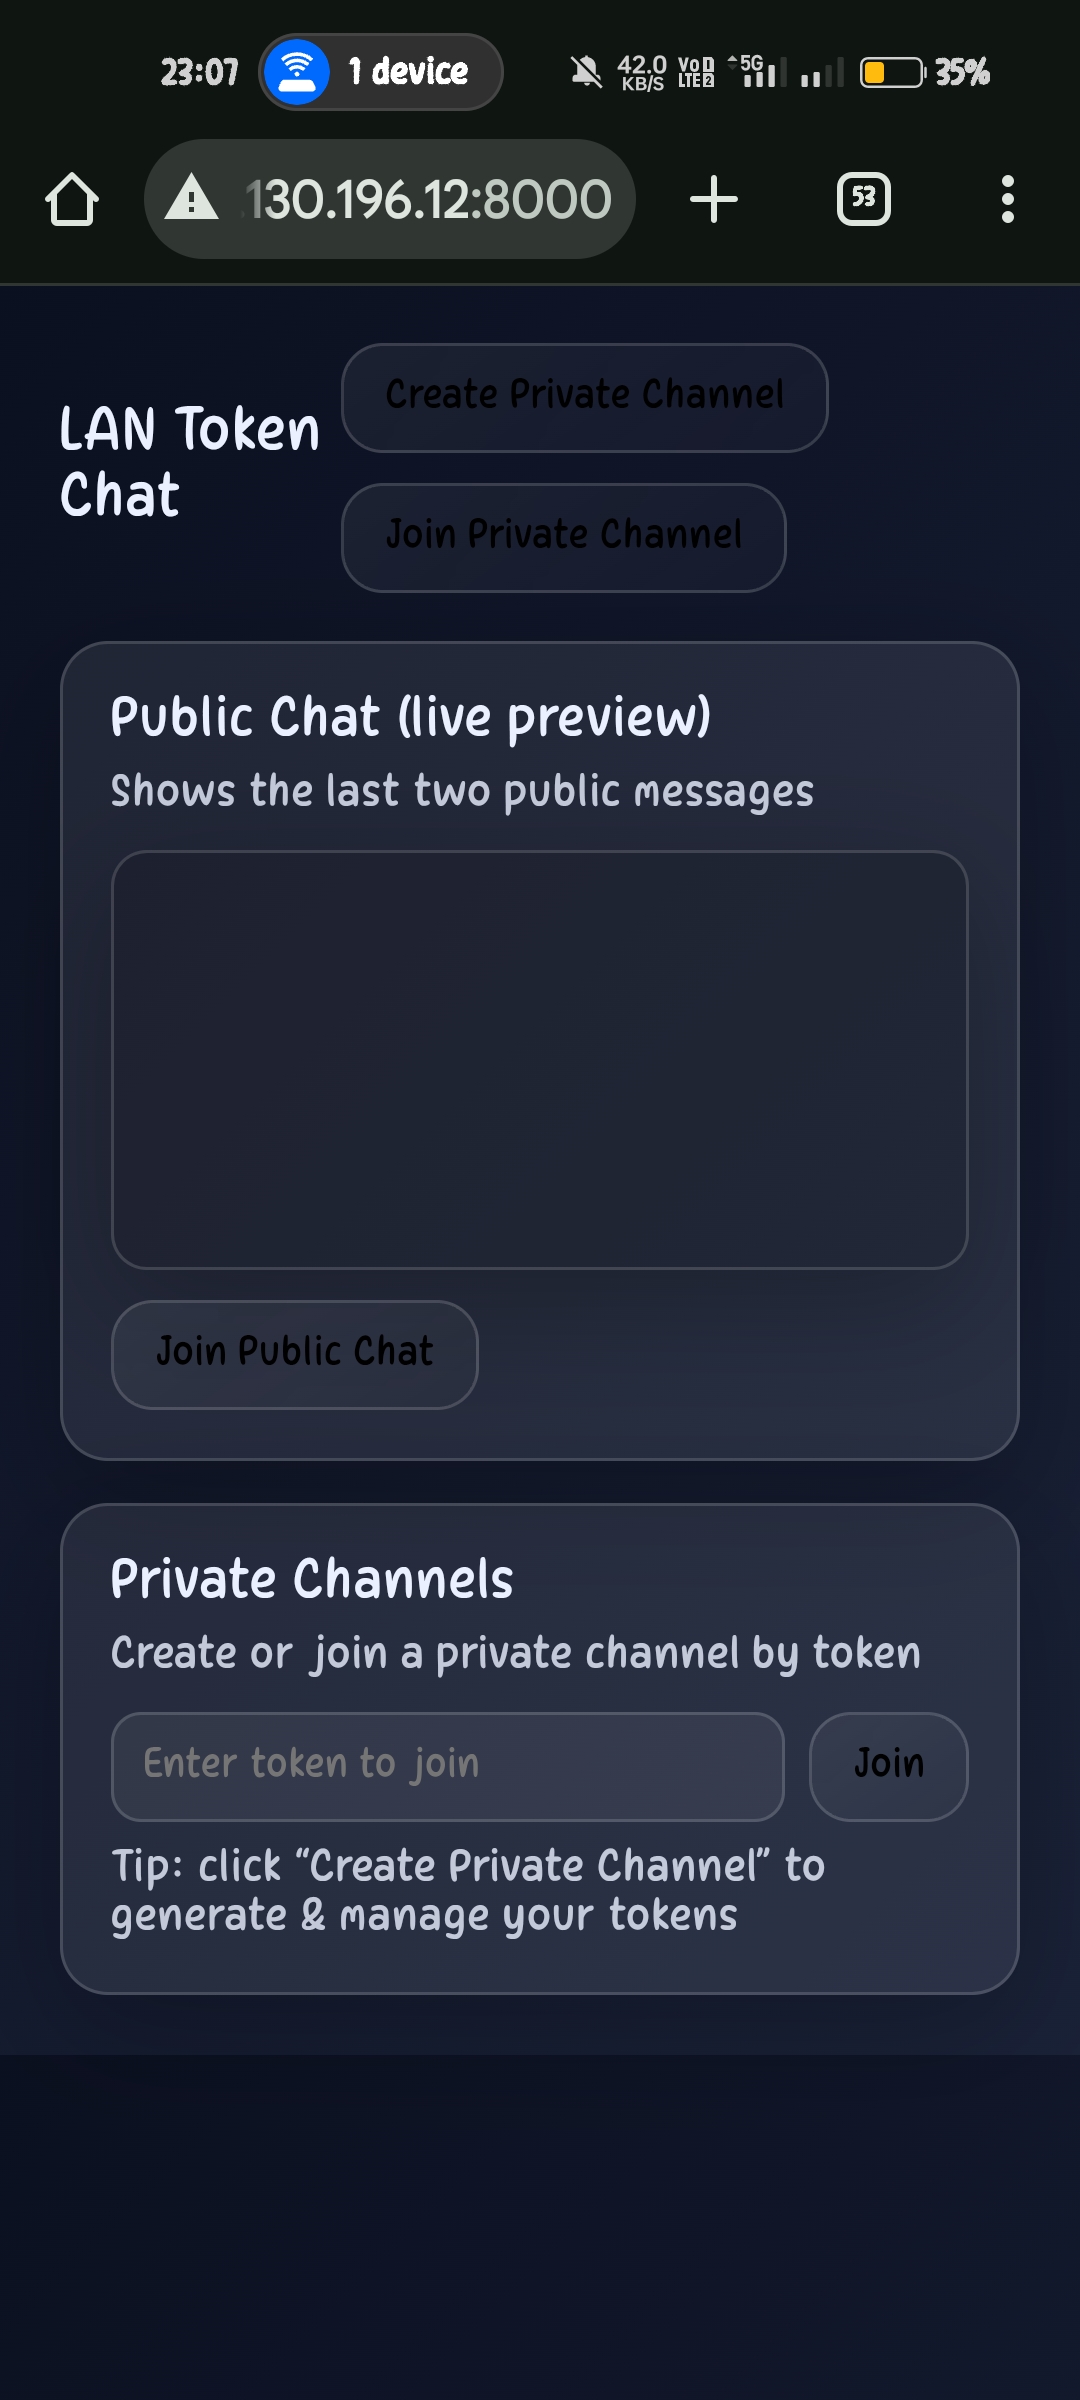 23:07 1 device 42.0 KB/S Vo 1 LTE 2 5G 35%
.130.196.12:8000 53
LAN Token
Chat
Create Private Channel
Join Private Channel
Public Chat (live preview)
Shows the last two public messages
Join Public Chat
Private Channels
Create or join a private channel by token
Enter token to join Join
Tip: click “Create Private Channel” to
generate & manage your tokens